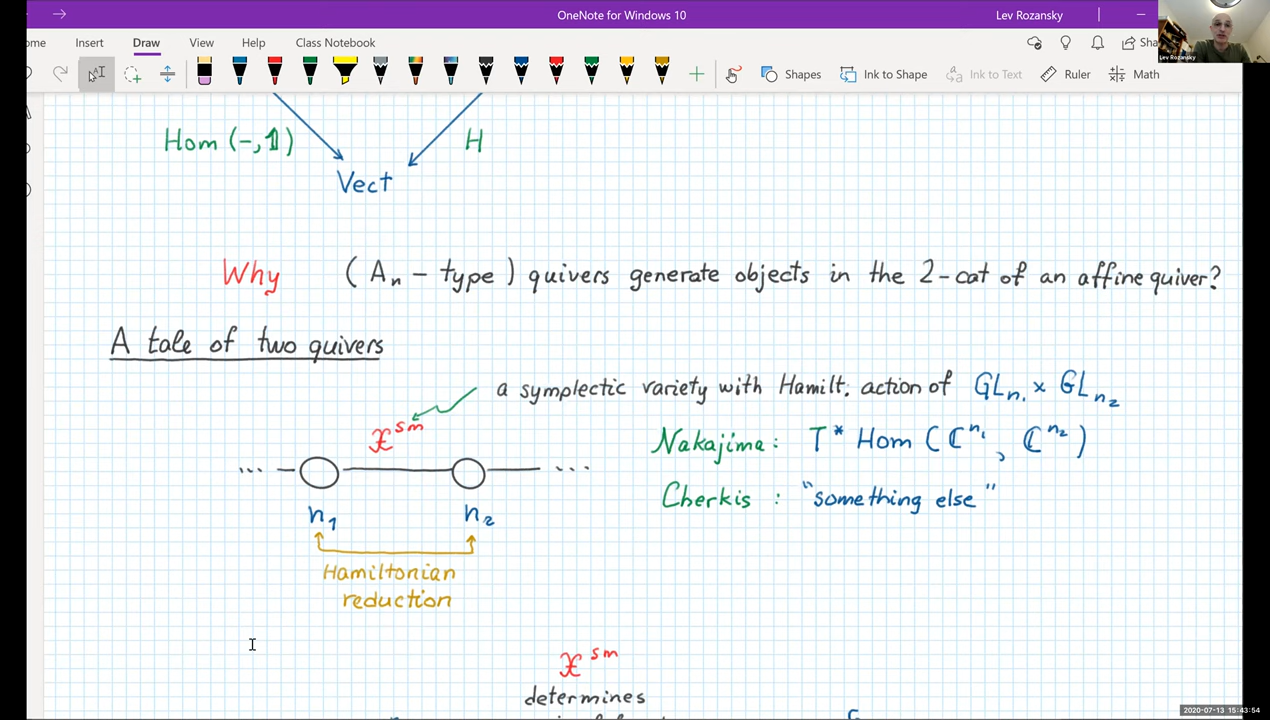 OneNote for Windows 10
Lev Rozansky
Insert Draw View Help Class Notebook
Shapes Ink to Shape Ink to Text Ruler Math
Lev Rozansky
Hom (-, 𝟙) H
Vect
Why (Aₙ - type) quivers generate objects in the 2-cat of an affine quiver?
A tale of two quivers
a symplectic variety with Hamilt. action of GLₙ₁ × GLₙ₂
𝒳ˢᵐ
Nakajima: T* Hom (ℂⁿ¹, ℂⁿ²)
... ...
Cherkis : "something else"
n₁ n₂
Hamiltonian
reduction
𝒳ˢᵐ
determines
2020-07-13 15:43:54